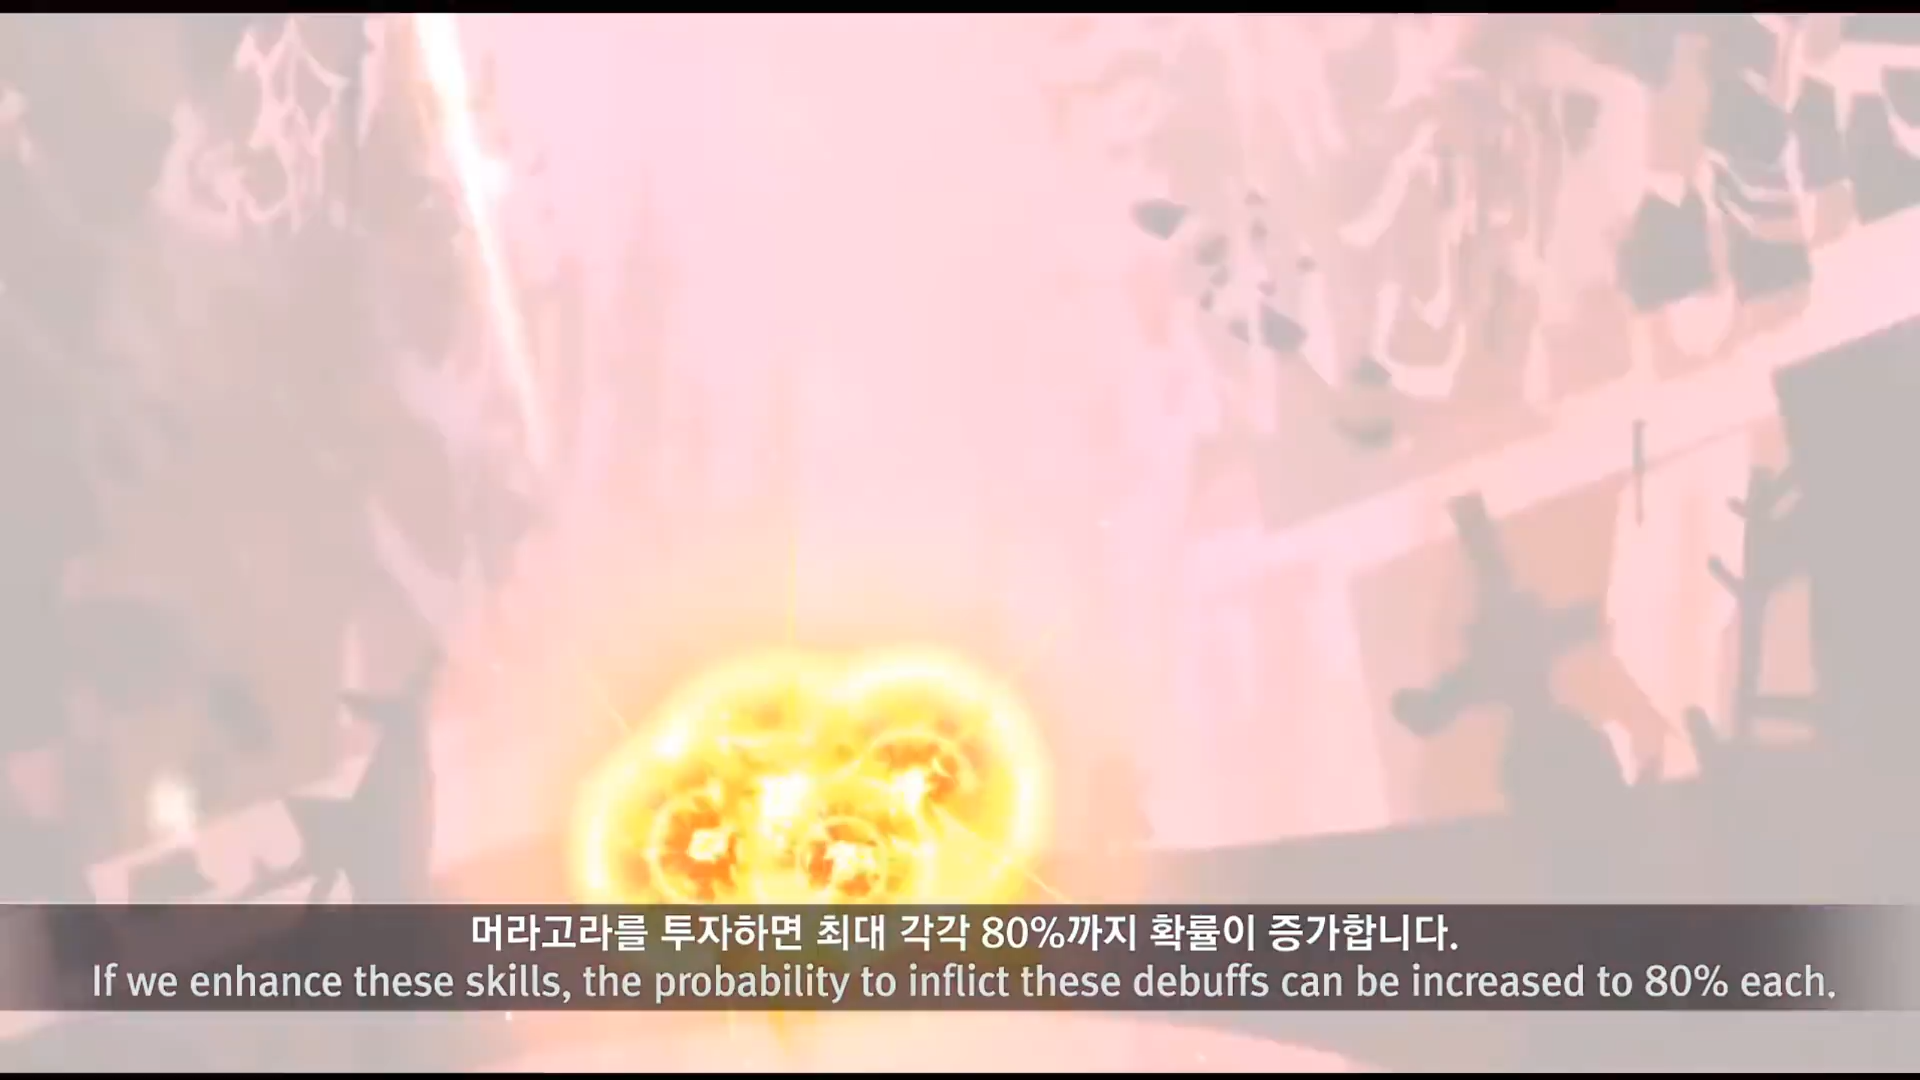 머라고라를 투자하면 최대 각각 80%까지 확률이 증가합니다.
If we enhance these skills, the probability to inflict these debuffs can be increased to 80% each.